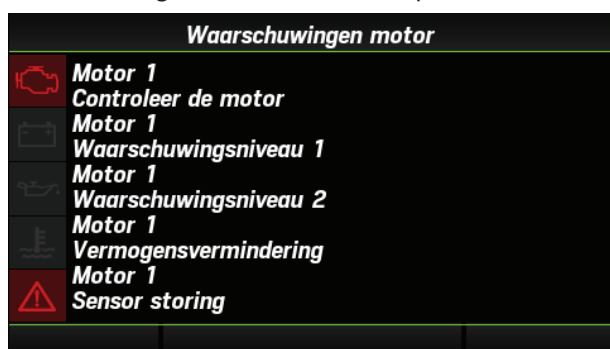 Waarschuwingen motor
Motor 1
Controleer de motor
Motor 1
Waarschuwingsniveau 1
Motor 1
Waarschuwingsniveau 2
Motor 1
Vermogensvermindering
Motor 1
Sensor storing